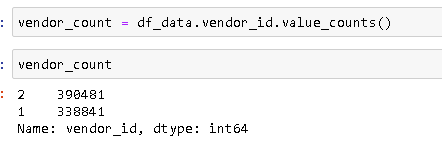 vendor_count = df_data.vendor_id.value_counts()
vendor_count
2    390481
1    338841
Name: vendor_id, dtype: int64